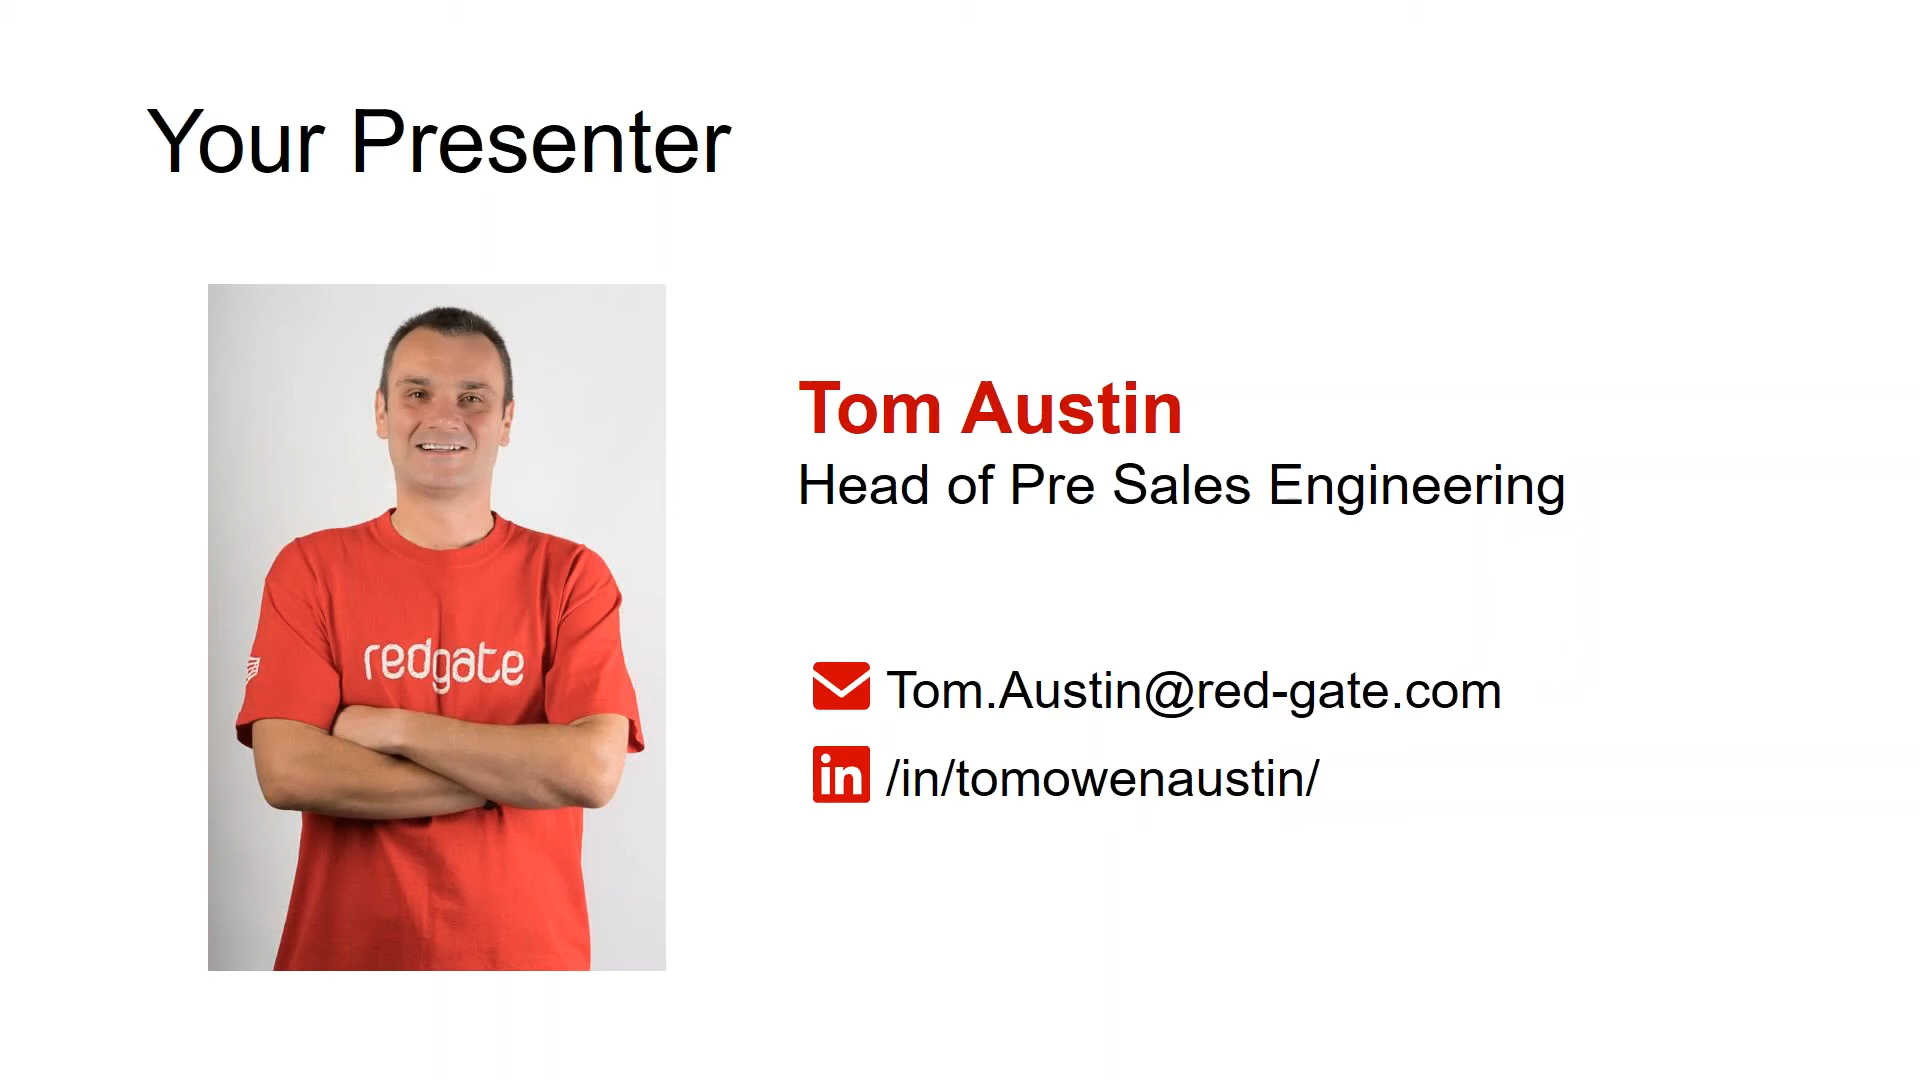 Your Presenter
redgate
Tom Austin
Head of Pre Sales Engineering
Tom.Austin@red-gate.com
in /in/tomowenaustin/